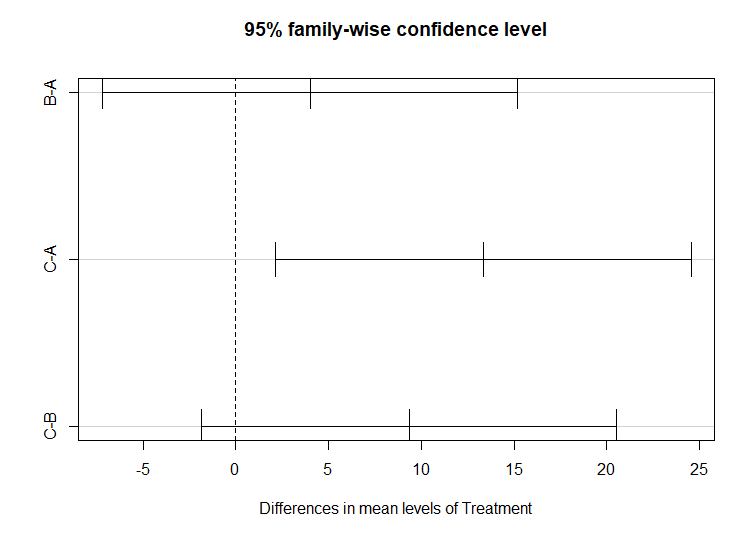 95% family-wise confidence level
B-A
C-A
C-B
-5 0 5 10 15 20 25
Differences in mean levels of Treatment